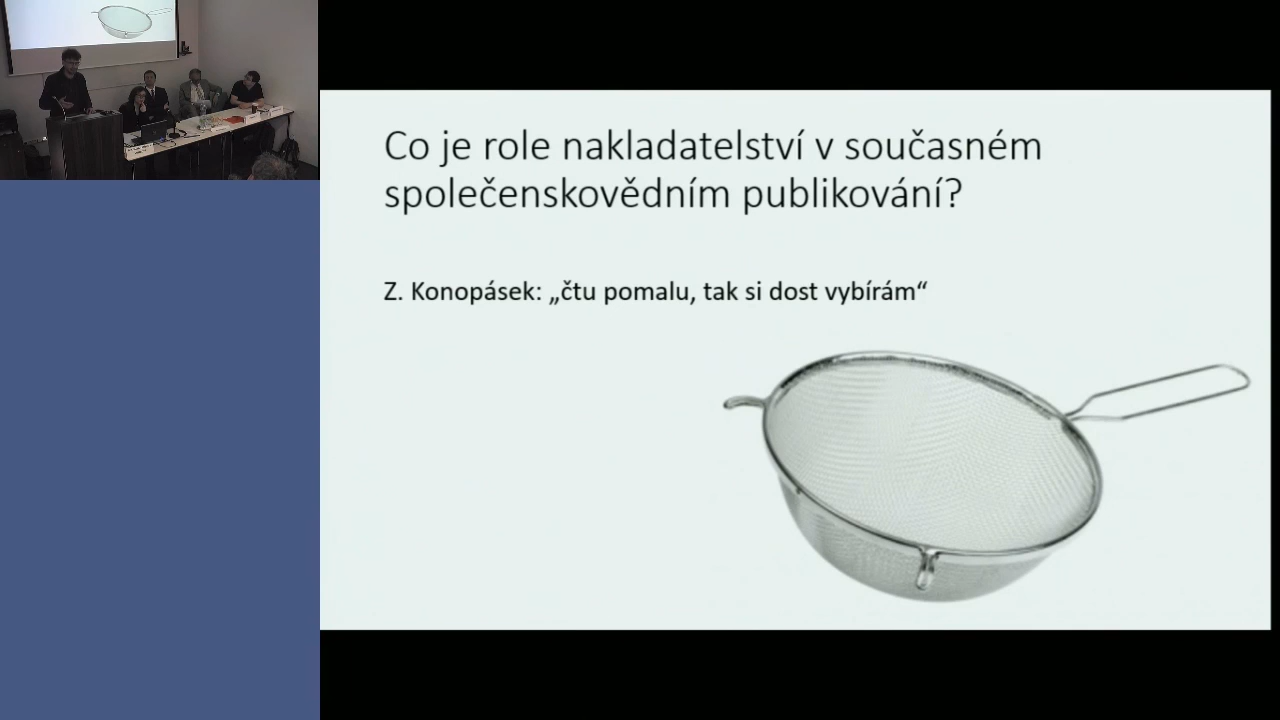 Co je role nakladatelství v současném
společenskovědním publikování?
Z. Konopásek: „čtu pomalu, tak si dost vybírám“